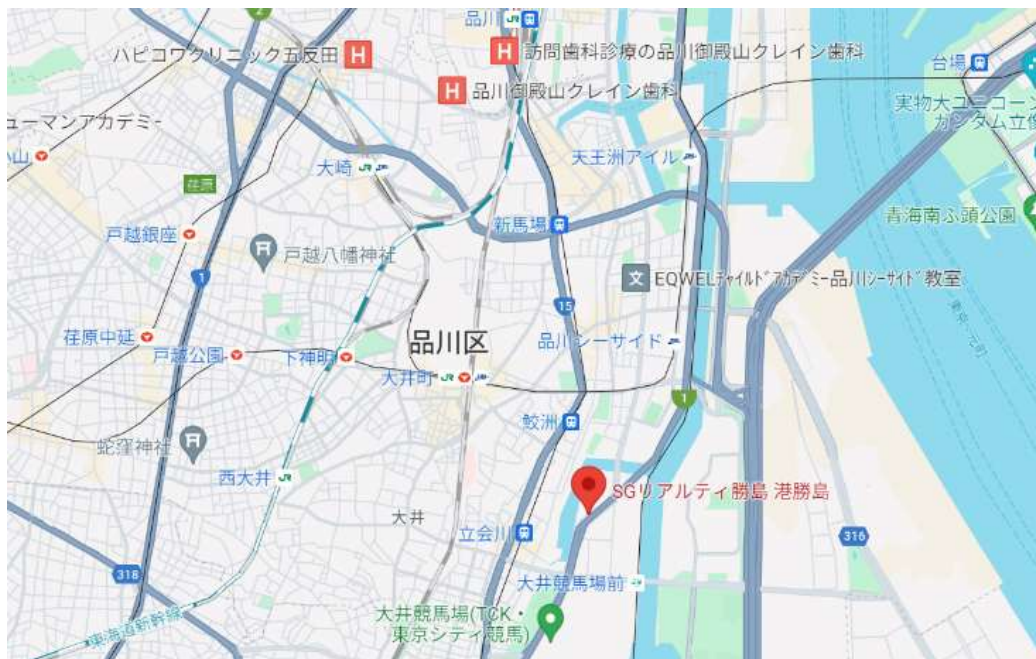 2
品川
ハピコワクリニック五反田
訪問歯科診療の品川御殿山クレイン歯科
品川御殿山クレイン歯科
台場
実物大ユニコーン
ガンダム立像
ューマンアカデミー
山
大崎
天王洲アイル
荏原
青海南ふ頭公園
戸越銀座
新馬場
戸越八幡神社
1
EQWELチャイルドアカデミー品川シーサイド教室
15
荏原中延
戸越公園
下神明
品川区
品川シーサイド
大井町
1
鮫洲
蛇窪神社
西大井
SGリアルティ勝島 港勝島
大井
立会川
316
318
大井競馬場前
大井競馬場(TCK・
東京シティ競馬)
東海道新幹線